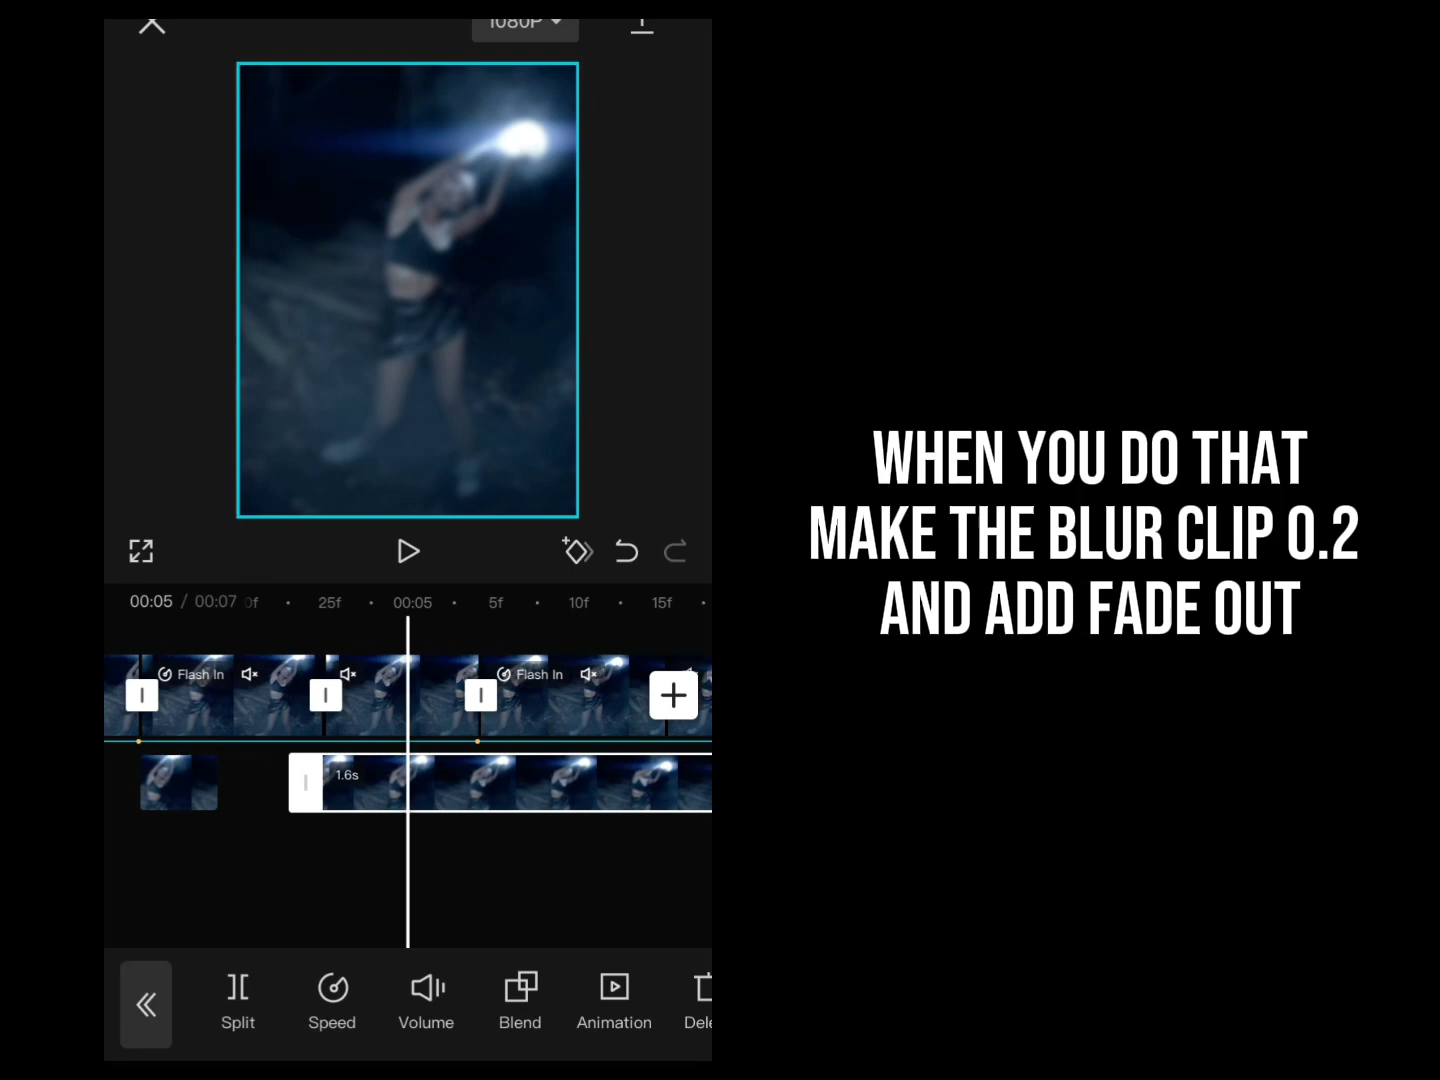 1080P
00:05 / 00:07
0f
25f
00:05
5f
10f
15f
Flash In
Flash In
1.6s
Split
Speed
Volume
Blend
Animation
WHEN YOU DO THAT
MAKE THE BLUR CLIP 0.2
AND ADD FADE OUT